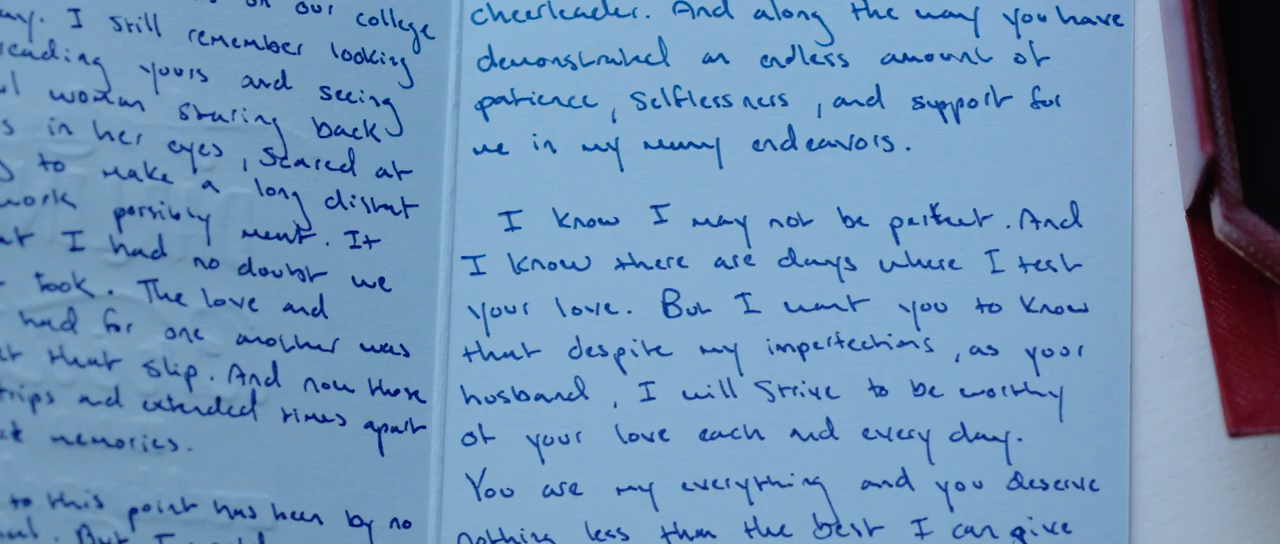 on our college
I still remember looking
reading yours and seeing
woman staring back
in her eyes, scared at
to make a long distant
work possibly meant. It
I had no doubt we
took. The love and
had for one another was
that slip. And now those
trips and extended times apart
memories.
to this point has been by no
But I
cheerleader. And along the way you have
demonstrated an endless amount of
patience, selflessness, and support for
me in my many endeavors.
I know I may not be perfect. And
I know there are days where I test
your love. But I want you to know
that despite my imperfections, as your
husband, I will strive to be worthy
of your love each and every day.
You are my everything and you deserve
nothing less than the best I can give